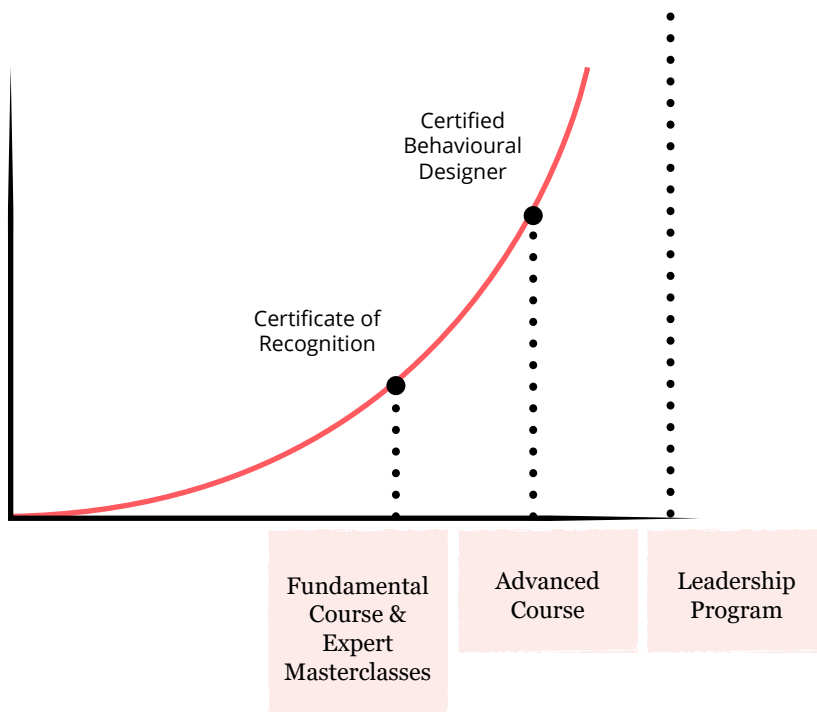 Certified
Behavioural
Designer
Certificate of
Recognition
Fundamental
Course &
Expert
Masterclasses
Advanced
Course
Leadership
Program